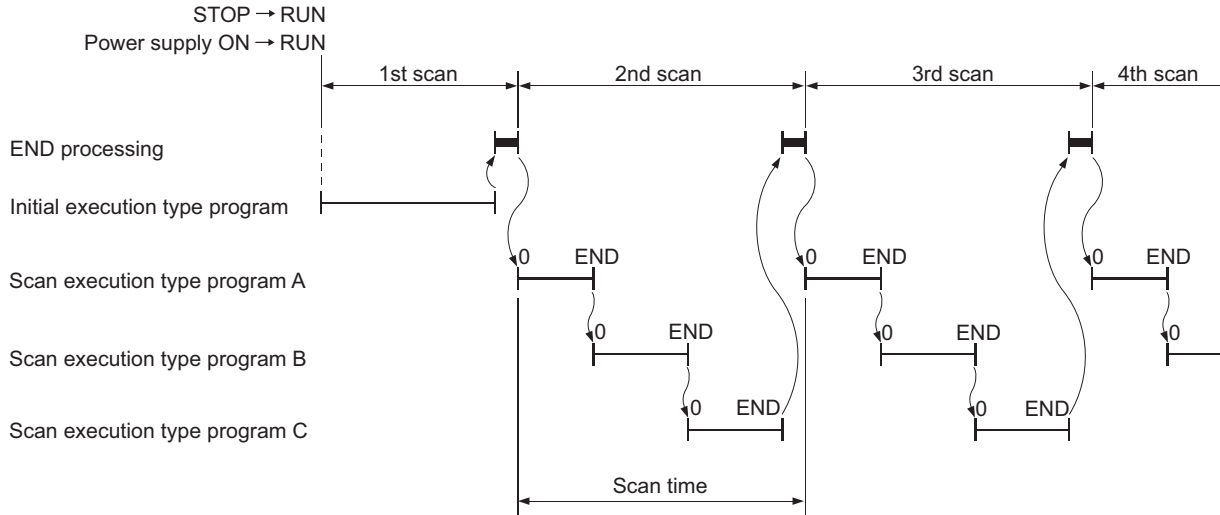 STOP → RUN
Power supply ON → RUN
1st scan 2nd scan 3rd scan 4th scan
END processing
Initial execution type program
0 END 0 END 0 END
Scan execution type program A
0 END 0 END 0
Scan execution type program B
0 END 0 END
Scan execution type program C
Scan time